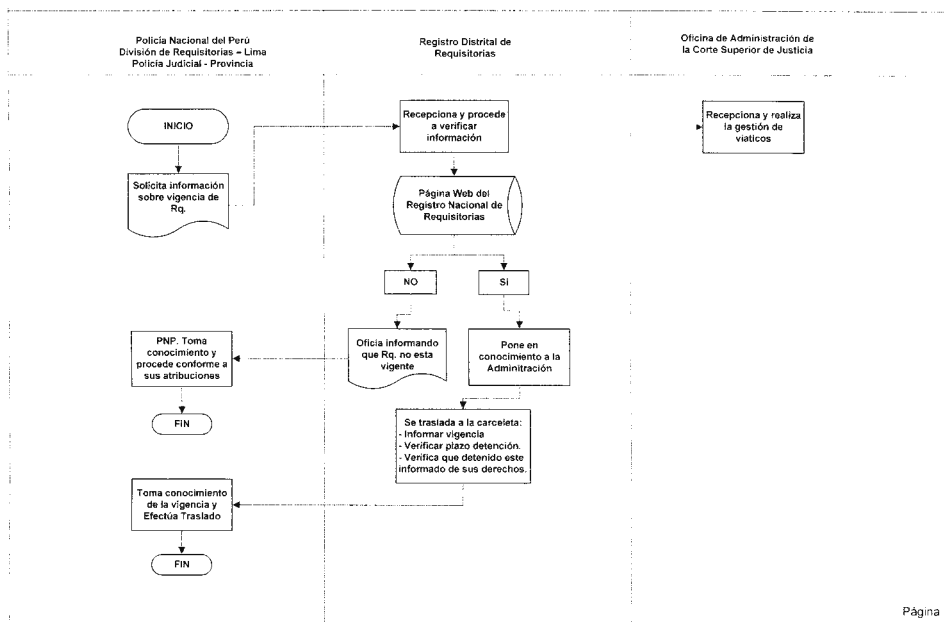 Policía Nacional del Perú
División de Requisitorias – Lima
Policía Judicial - Provincia
Registro Distrital de
Requisitorias
Oficina de Administración de
la Corte Superior de Justicia
INICIO
Recepciona y procede
a verificar
información
Recepciona y realiza
la gestión de
viaticos
Solicita información
sobre vigencia de
Rq.
Página Web del
Registro Nacional de
Requisitorias
NO
SI
PNP. Toma
conocimiento y
procede conforme a
sus atribuciones
Oficia informando
que Rq. no esta
vigente
Pone en
conocimiento a la
Adminitración
FIN
Se traslada a la carceleta:
- Informar vigencia
- Verificar plazo detención.
- Verifica que detenido este
informado de sus derechos.
Toma conocimiento
de la vigencia y
Efectúa Traslado
FIN
Página